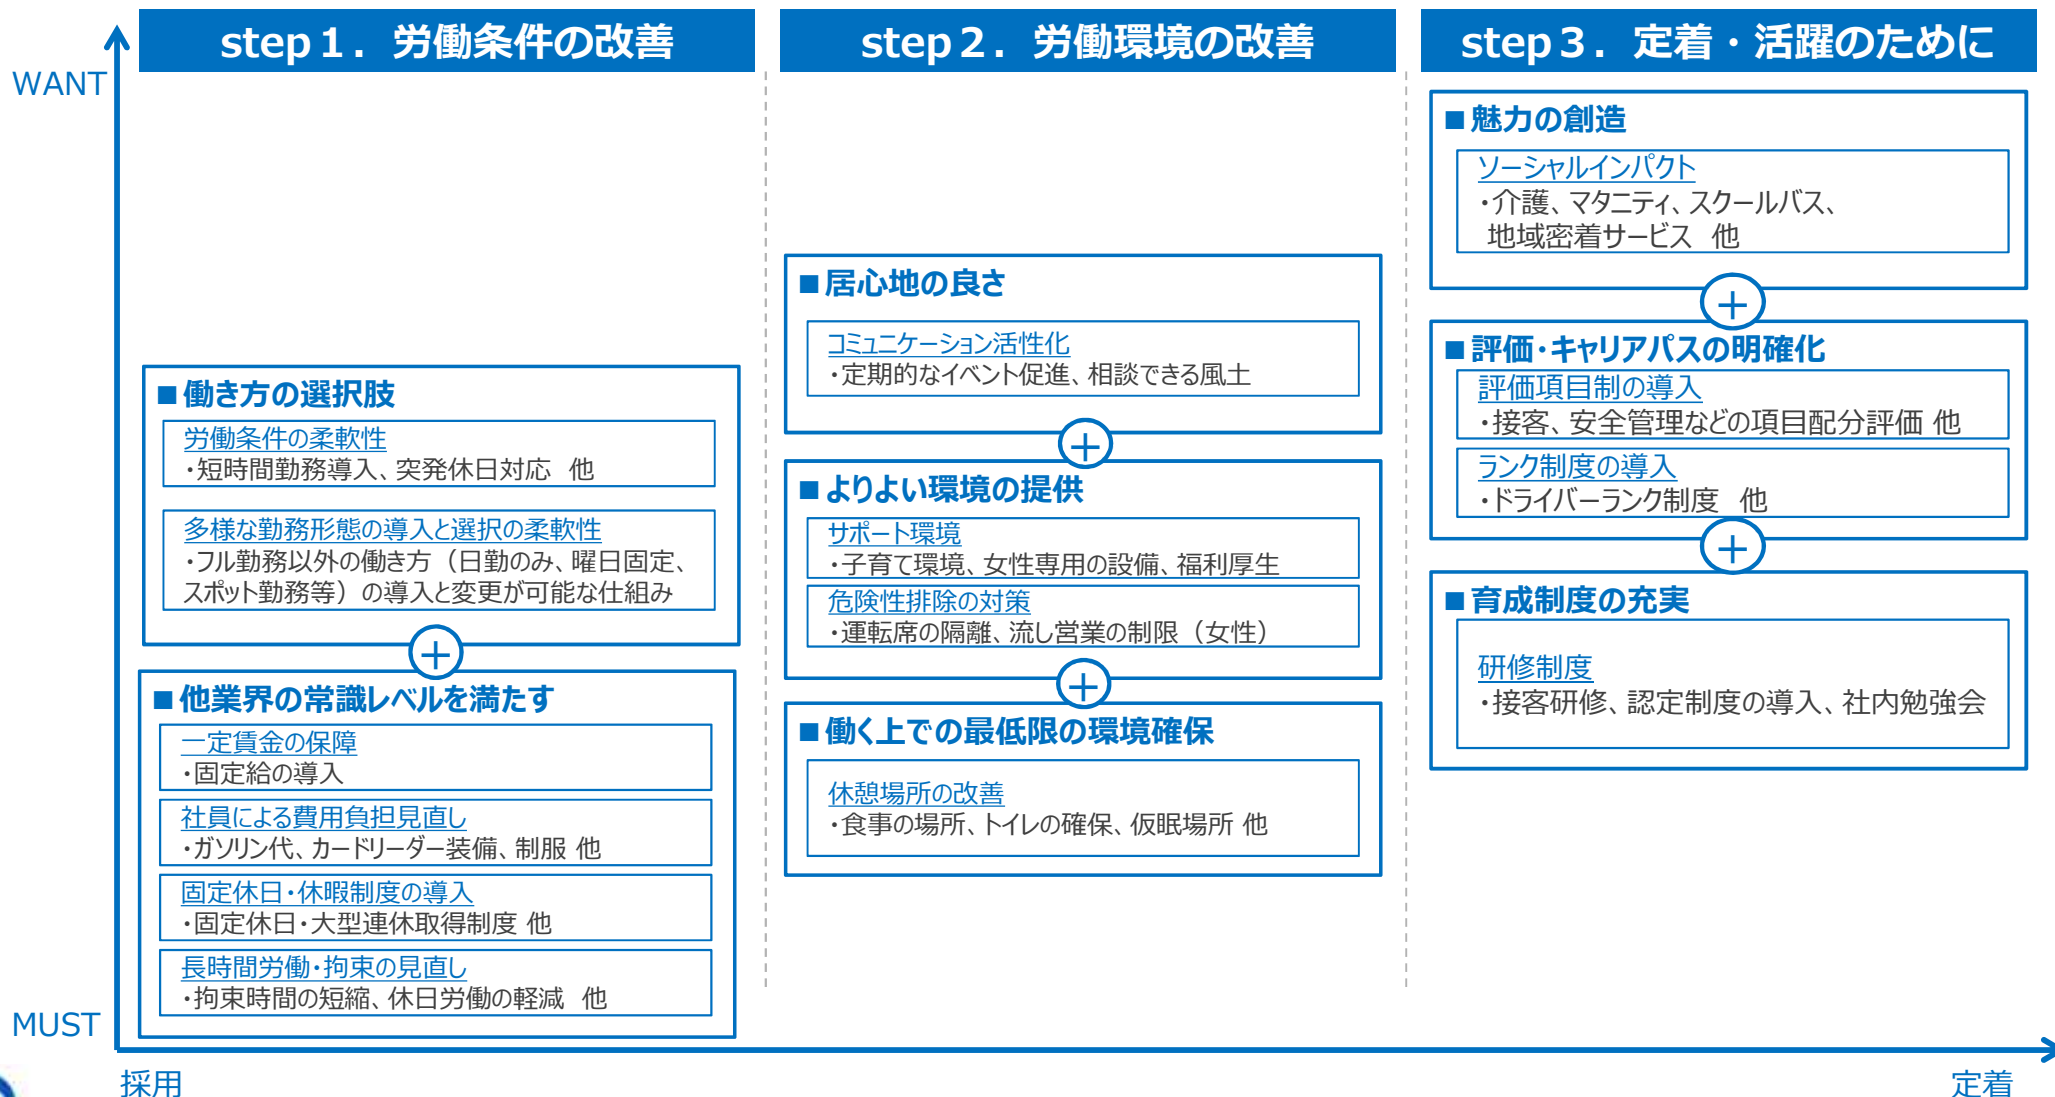 WANT
MUST
採用
定着
step１．労働条件の改善
■働き方の選択肢
労働条件の柔軟性
・短時間勤務導入、突発休日対応　他
多様な勤務形態の導入と選択の柔軟性
・フル勤務以外の働き方（日勤のみ、曜日固定、
スポット勤務等）の導入と変更が可能な仕組み
＋
■他業界の常識レベルを満たす
一定賃金の保障
・固定給の導入
社員による費用負担見直し
・ガソリン代、カードリーダー装備、制服 他
固定休日・休暇制度の導入
・固定休日・大型連休取得制度 他
長時間労働・拘束の見直し
・拘束時間の短縮、休日労働の軽減　他
step２．労働環境の改善
■居心地の良さ
コミュニケーション活性化
・定期的なイベント促進、相談できる風土
＋
■よりよい環境の提供
サポート環境
・子育て環境、女性専用の設備、福利厚生
危険性排除の対策
・運転席の隔離、流し営業の制限（女性）
＋
■働く上での最低限の環境確保
休憩場所の改善
・食事の場所、トイレの確保、仮眠場所 他
step３．定着・活躍のために
■魅力の創造
ソーシャルインパクト
・介護、マタニティ、スクールバス、
地域密着サービス　他
＋
■評価・キャリアパスの明確化
評価項目制の導入
・接客、安全管理などの項目配分評価 他
ランク制度の導入
・ドライバーランク制度　他
＋
■育成制度の充実
研修制度
・接客研修、認定制度の導入、社内勉強会